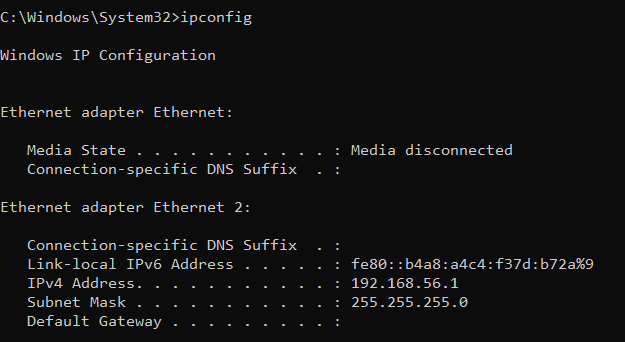 C:\Windows\System32>ipconfig
Windows IP Configuration
Ethernet adapter Ethernet:
Media State . . . . . . . . . . . : Media disconnected
Connection-specific DNS Suffix  . :
Ethernet adapter Ethernet 2:
Connection-specific DNS Suffix  . :
Link-local IPv6 Address . . . . . : fe80::b4a8:a4c4:f37d:b72a%9
IPv4 Address. . . . . . . . . . . : 192.168.56.1
Subnet Mask . . . . . . . . . . . : 255.255.255.0
Default Gateway . . . . . . . . . :